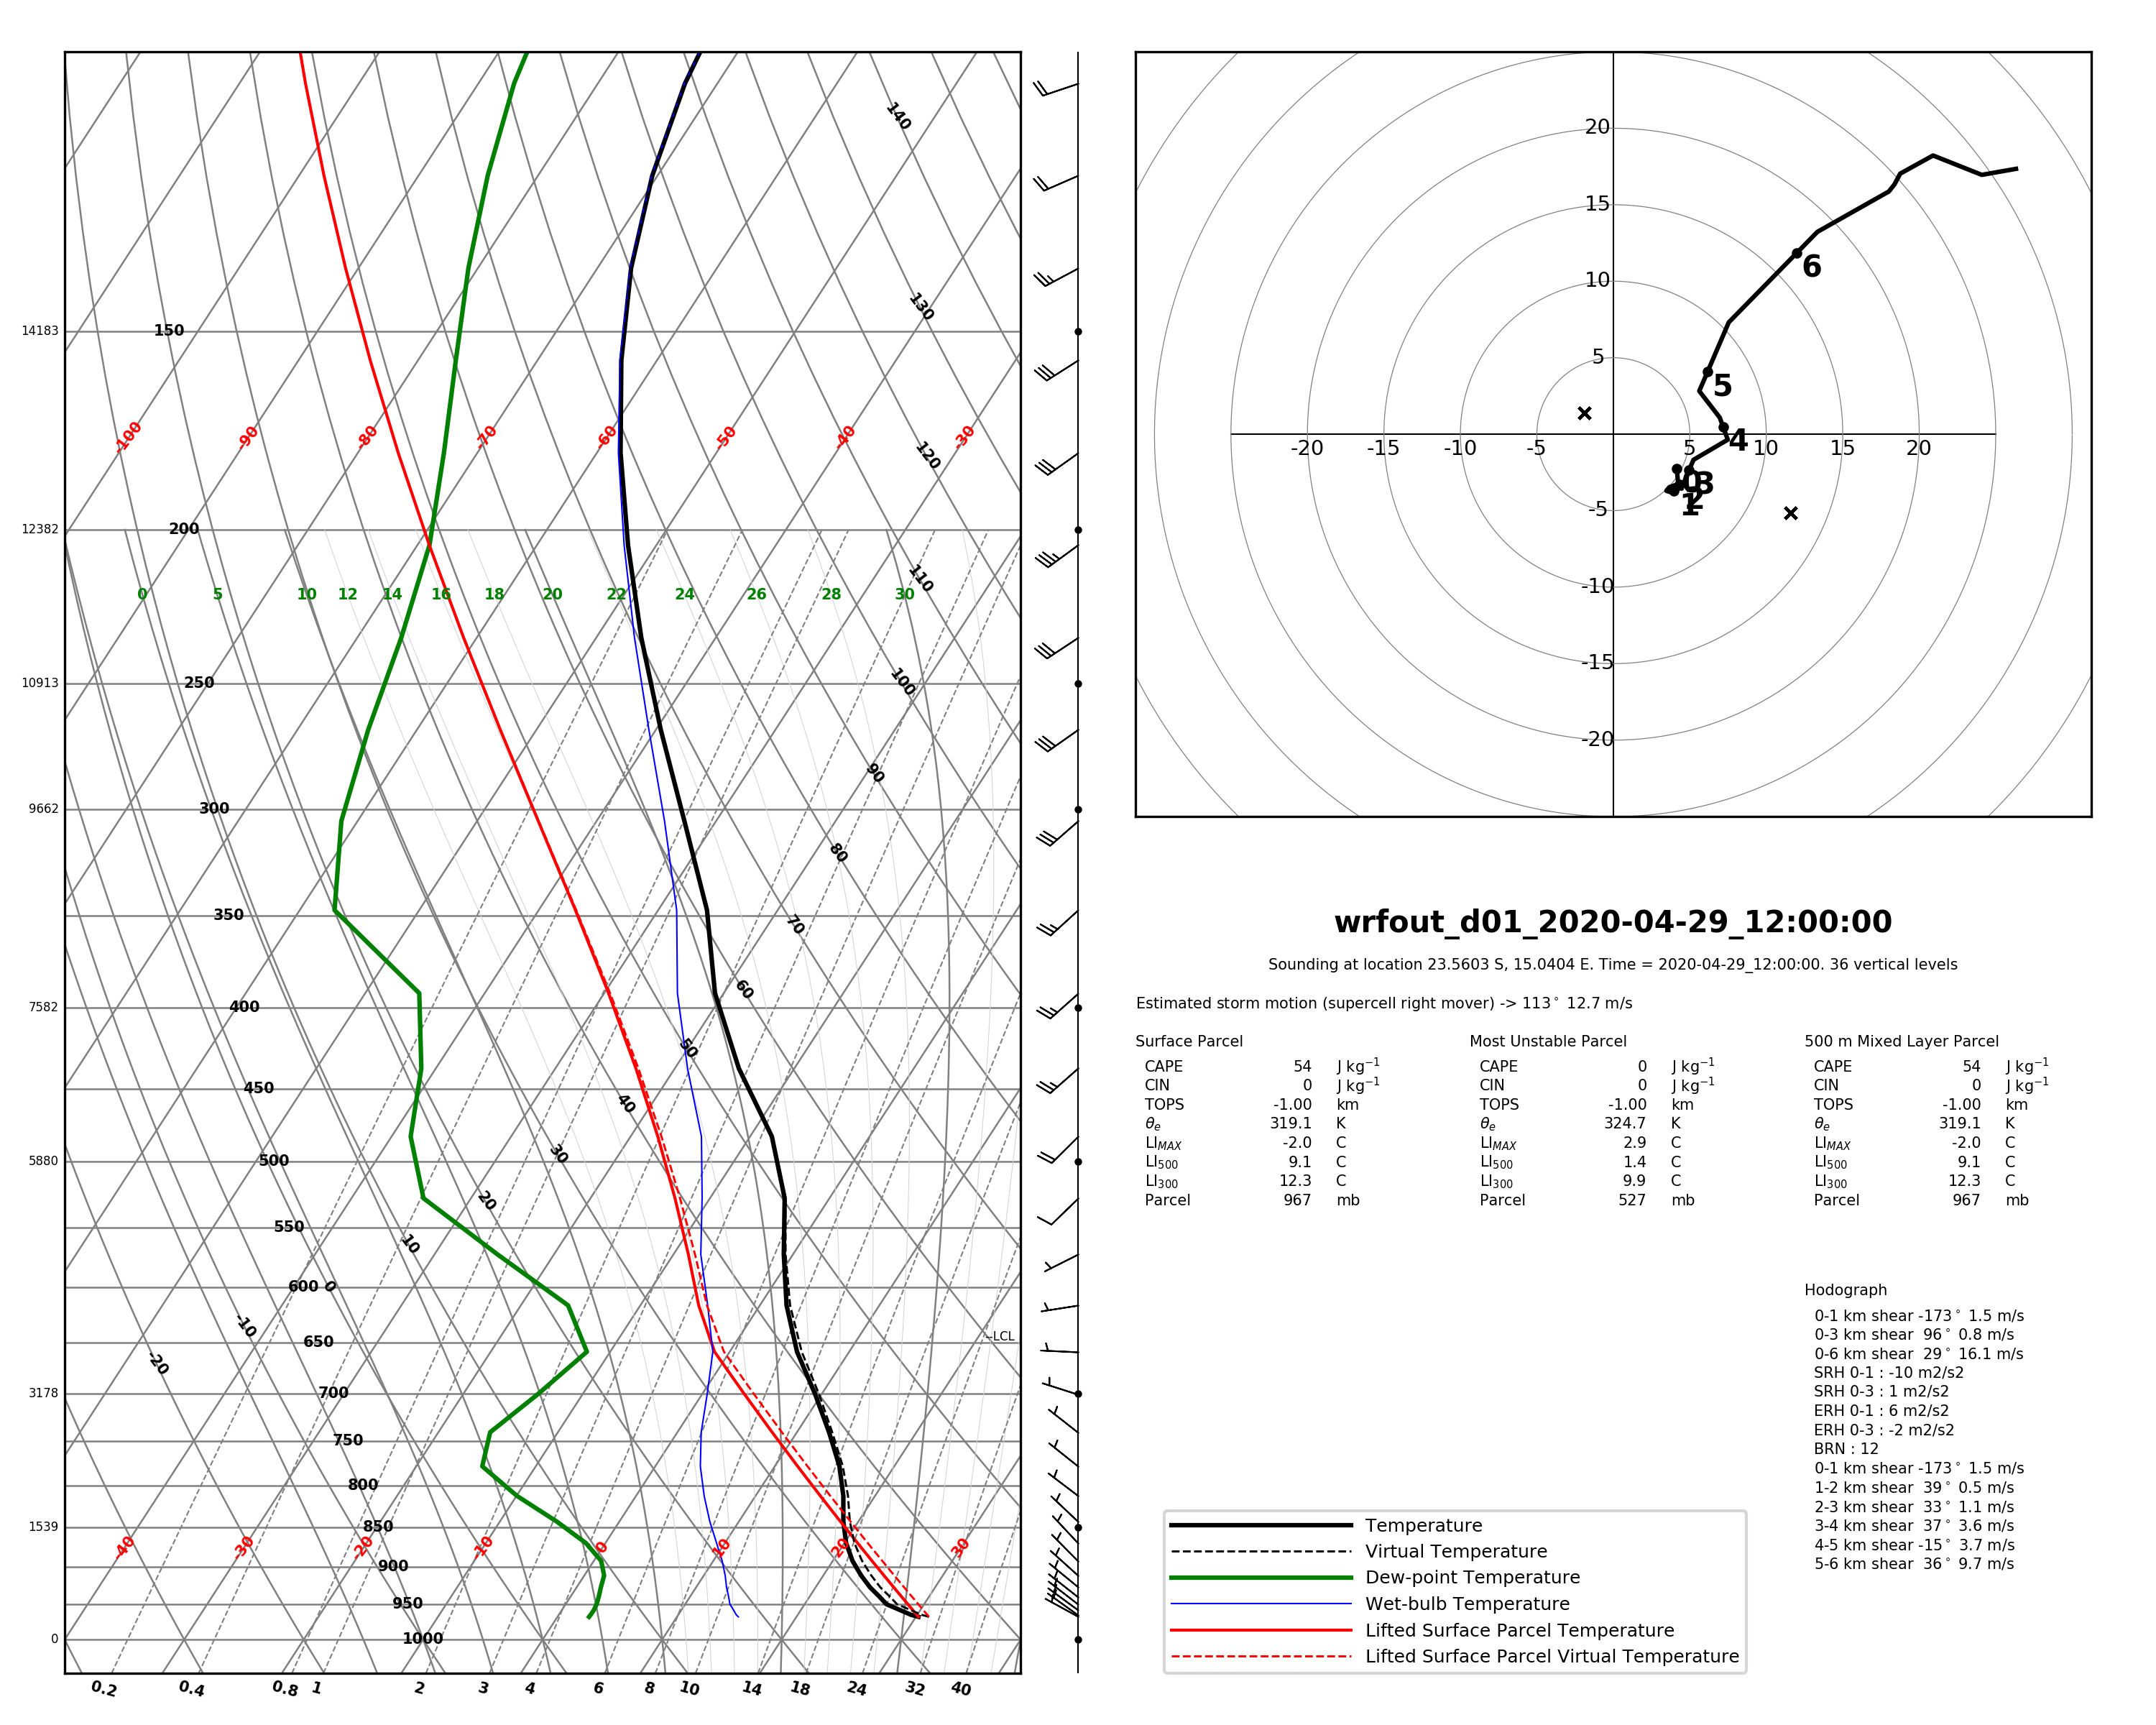 140
130
14183 150
-100 -90 -80 -70 -60 -50 -40 -30
120
12382 200
110
0 5 10 12 14 16 18 20 22 24 26 28 30
10913 250
100
90
9662 300
80
350
70
60
7582 400
50
450
40
5880 500
30
20
550
10
600 0
-10
650
--LCL
-20
3178 700
750
800
1539 850
-40 -30 -20 -10 0 10 20 30
900
950
0 1000
0.2 0.4 0.8 1 2 3 4 6 8 10 14 18 24 32 40
20
15
10
5
-5
-10
-15
-20
-20 -15 -10 -5 5 10 15 20
0
1
2
3
4
5
6
wrfout_d01_2020-04-29_12:00:00
Sounding at location 23.5603 S, 15.0404 E. Time = 2020-04-29_12:00:00. 36 vertical levels
Estimated storm motion (supercell right mover) -> 113° 12.7 m/s
Surface Parcel
CAPE 54 J kg⁻¹
CIN 0 J kg⁻¹
TOPS -1.00 km
θe 319.1 K
LIMAX -2.0 C
LI500 9.1 C
LI300 12.3 C
Parcel 967 mb
Most Unstable Parcel
CAPE 0 J kg⁻¹
CIN 0 J kg⁻¹
TOPS -1.00 km
θe 324.7 K
LIMAX 2.9 C
LI500 1.4 C
LI300 9.9 C
Parcel 527 mb
500 m Mixed Layer Parcel
CAPE 54 J kg⁻¹
CIN 0 J kg⁻¹
TOPS -1.00 km
θe 319.1 K
LIMAX -2.0 C
LI500 9.1 C
LI300 12.3 C
Parcel 967 mb
Hodograph
0-1 km shear -173° 1.5 m/s
0-3 km shear 96° 0.8 m/s
0-6 km shear 29° 16.1 m/s
SRH 0-1 : -10 m2/s2
SRH 0-3 : 1 m2/s2
ERH 0-1 : 6 m2/s2
ERH 0-3 : -2 m2/s2
BRN : 12
0-1 km shear -173° 1.5 m/s
1-2 km shear 39° 0.5 m/s
2-3 km shear 33° 1.1 m/s
3-4 km shear 37° 3.6 m/s
4-5 km shear -15° 3.7 m/s
5-6 km shear 36° 9.7 m/s
Temperature
Virtual Temperature
Dew-point Temperature
Wet-bulb Temperature
Lifted Surface Parcel Temperature
Lifted Surface Parcel Virtual Temperature